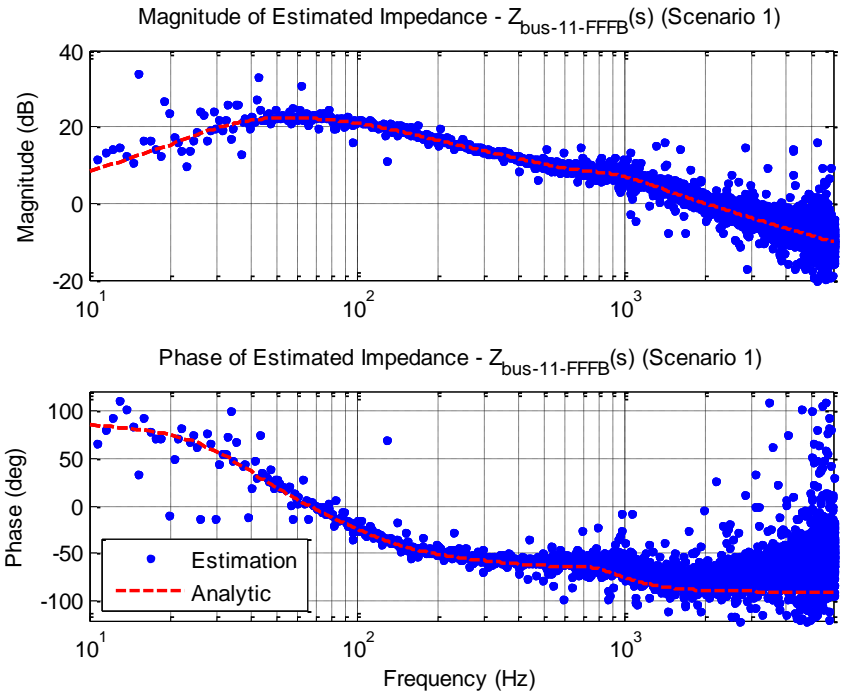 Magnitude of Estimated Impedance - Z_bus-11-FFFB(s) (Scenario 1)
Magnitude (dB)
40
20
0
-20
10^1
10^2
10^3
Phase of Estimated Impedance - Z_bus-11-FFFB(s) (Scenario 1)
Phase (deg)
100
50
0
-50
-100
Estimation
Analytic
10^1
10^2
10^3
Frequency (Hz)